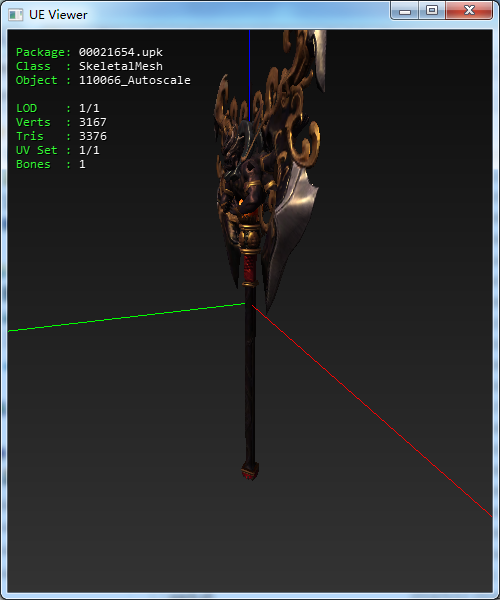 UE Viewer
Package: 00021654.upk
Class : SkeletalMesh
Object : 110066_Autoscale
LOD : 1/1
Verts : 3167
Tris : 3376
UV Set : 1/1
Bones : 1